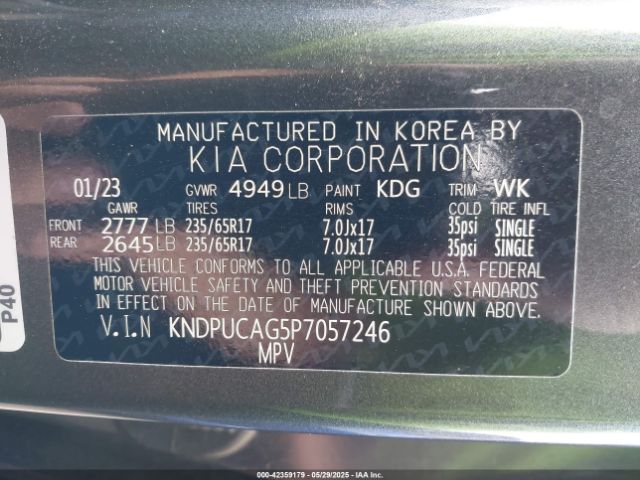 MANUFACTURED IN KOREA BY
KIA CORPORATION
01/23 GVWR 4949 LB PAINT KDG TRIM WK
GAWR TIRES RIMS COLD TIRE INFL
FRONT 2777 LB 235/65R17 7.0Jx17 35psi SINGLE
REAR 2645 LB 235/65R17 7.0Jx17 35psi SINGLE
THIS VEHICLE CONFORMS TO ALL APPLICABLE U.S.A. FEDERAL
MOTOR VEHICLE SAFETY AND THEFT PREVENTION STANDARDS
IN EFFECT ON THE DATE OF MANUFACTURE SHOWN ABOVE.
V.I.N KNDPUCAG5P7057246
MPV
P40
000-42359179 - 05/29/2025 - IAAI.COM